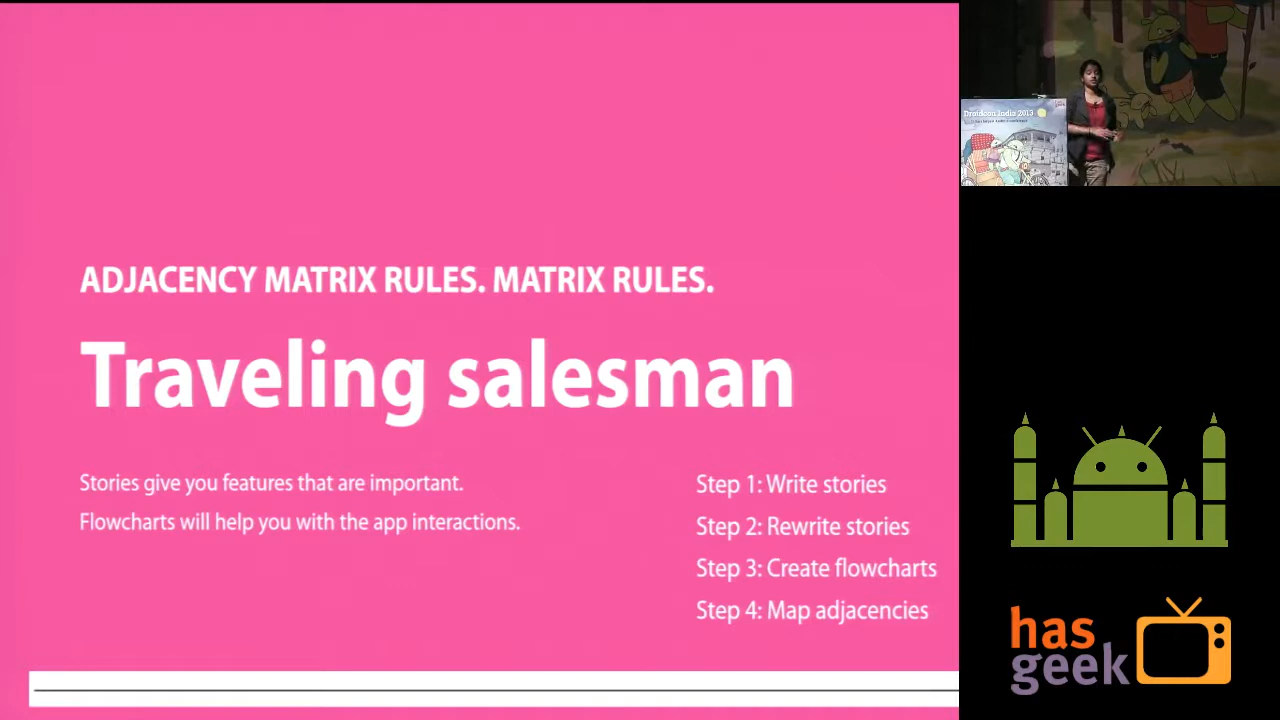 ADJACENCY MATRIX RULES. MATRIX RULES.
Traveling salesman
Stories give you features that are important.
Flowcharts will help you with the app interactions.
Step 1: Write stories
Step 2: Rewrite stories
Step 3: Create flowcharts
Step 4: Map adjacencies
Droidcon India 2013
has
geek